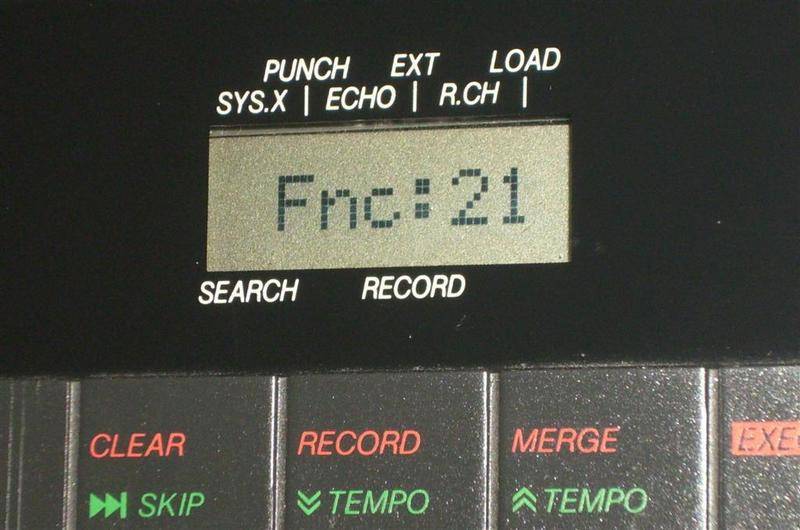 PUNCH EXT LOAD
SYS.X | ECHO | R.CH |
Fnc:21
SEARCH RECORD
CLEAR RECORD MERGE
SKIP TEMPO TEMPO